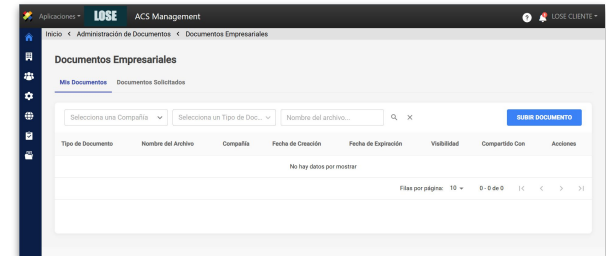 Aplicaciones LOSE ACS Management ? LOSE CLIENTE
Inicio < Administración de Documentos < Documentos Empresariales
Documentos Empresariales
Mis Documentos Documentos Solicitados
Selecciona una Compañía Selecciona un Tipo de Doc... Nombre del archivo... SUBIR DOCUMENTO
Tipo de Documento Nombre del Archivo Compañía Fecha de Creación Fecha de Expiración Visibilidad Compartido Con Acciones
No hay datos por mostrar
Filas por página: 10 0 - 0 de 0